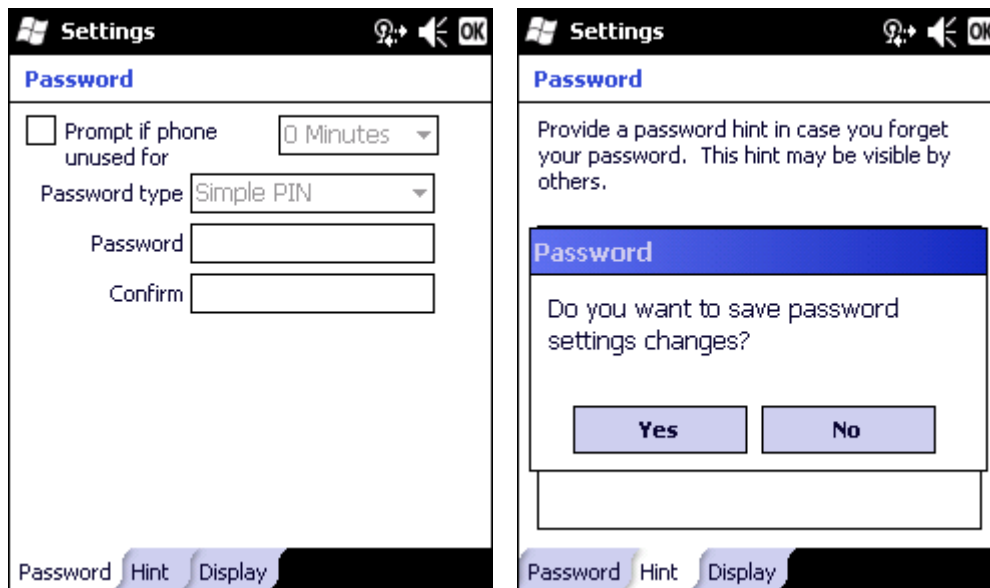 Settings
OK
Password
Prompt if phone
unused for
0 Minutes
Password type
Simple PIN
Password
Confirm
Password
Hint
Display
Settings
OK
Password
Provide a password hint in case you forget
your password. This hint may be visible by
others.
Password
Do you want to save password
settings changes?
Yes
No
Password
Hint
Display